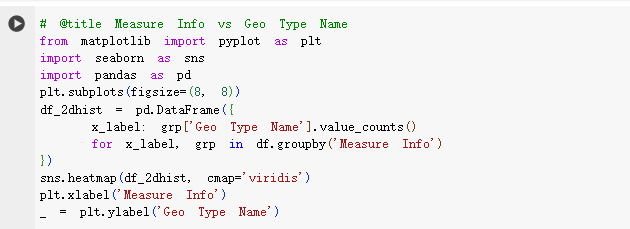 # @title Measure Info vs Geo Type Name
from matplotlib import pyplot as plt
import seaborn as sns
import pandas as pd
plt.subplots(figsize=(8, 8))
df_2dhist = pd.DataFrame({
    x_label: grp['Geo Type Name'].value_counts()
    for x_label, grp in df.groupby('Measure Info')
})
sns.heatmap(df_2dhist, cmap='viridis')
plt.xlabel('Measure Info')
_ = plt.ylabel('Geo Type Name')